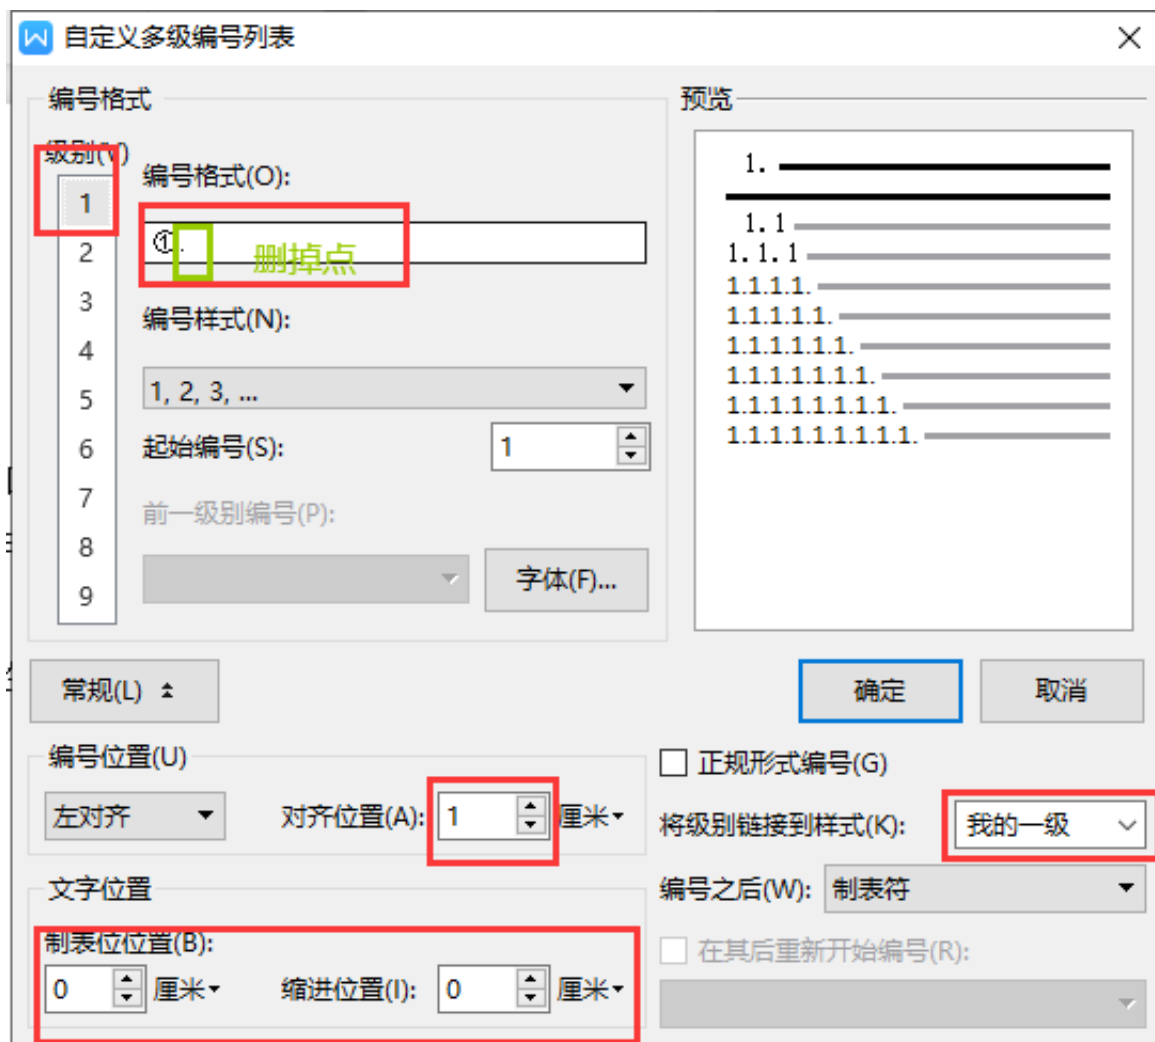 自定义多级编号列表
编号格式
级别(V)
1
2
3
4
5
6
7
8
9
编号格式(O):
①.
删掉点
编号样式(N):
1, 2, 3, ...
起始编号(S):
1
前一级别编号(P):
字体(F)...
预览
1.
1.1
1.1.1
1.1.1.1.
1.1.1.1.1.
1.1.1.1.1.1.
1.1.1.1.1.1.1.
1.1.1.1.1.1.1.1.
1.1.1.1.1.1.1.1.1.
常规(L)
确定
取消
编号位置(U)
左对齐
对齐位置(A):
1
厘米
正规形式编号(G)
将级别链接到样式(K):
我的一级
文字位置
编号之后(W):
制表符
制表位位置(B):
0
厘米
缩进位置(I):
0
厘米
在其后重新开始编号(R):